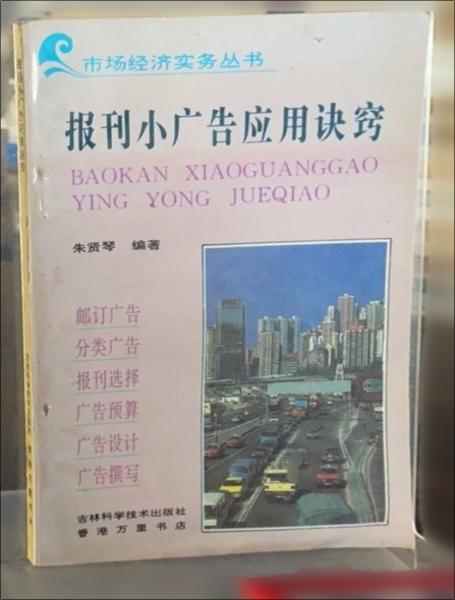 市场经济实务丛书
报刊小广告应用诀窍
BAOKAN XIAOGUANGGAO
YING YONG JUEQIAO
朱贤琴 编著
邮订广告
分类广告
报刊选择
广告预算
广告设计
广告撰写
吉林科学技术出版社
香港万里书店